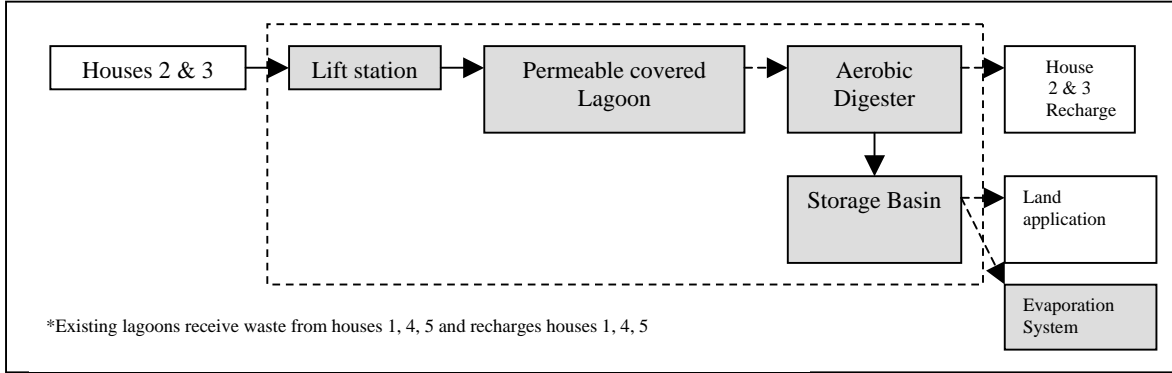 Houses 2 & 3
Lift station
Permeable covered
Lagoon
Aerobic
Digester
House
2 & 3
Recharge
Storage Basin
Land
application
Evaporation
System
*Existing lagoons receive waste from houses 1, 4, 5 and recharges houses 1, 4, 5